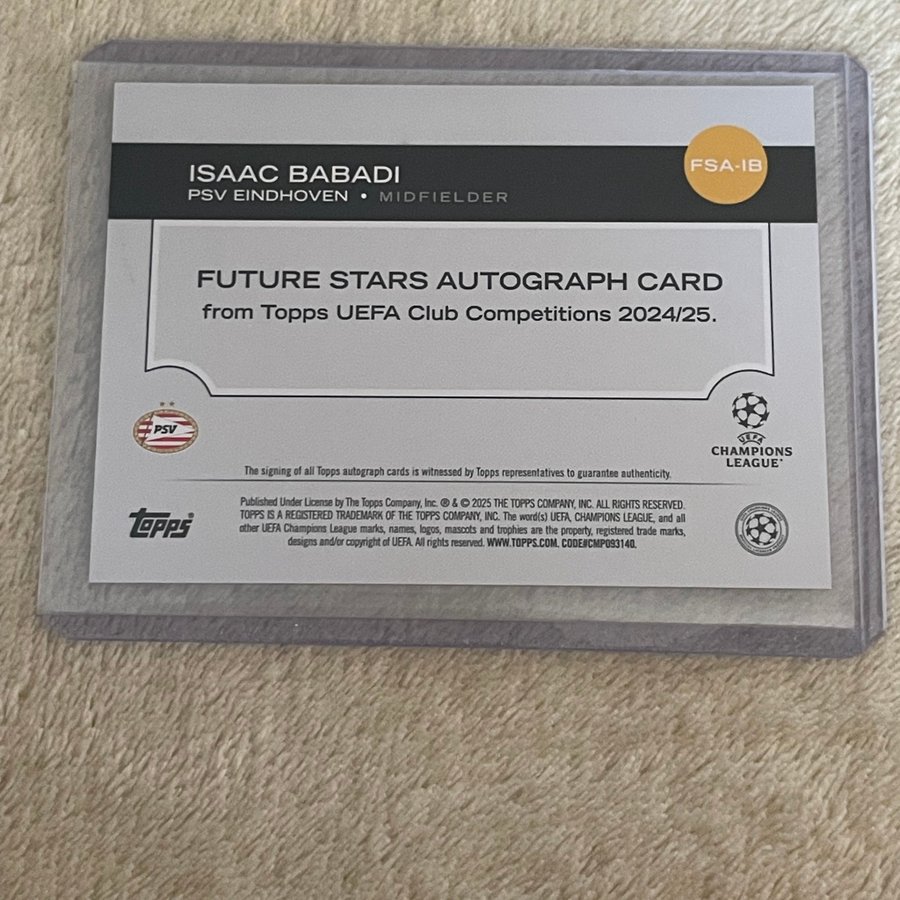 ISAAC BABADI
PSV EINDHOVEN • MIDFIELDER
FSA-IB
FUTURE STARS AUTOGRAPH CARD
from Topps UEFA Club Competitions 2024/25.
PSV
UEFA
CHAMPIONS
LEAGUE
The signing of all Topps autograph cards is witnessed by Topps representatives to guarantee authenticity.
topps®
Published Under License by The Topps Company, Inc. ® & © 2025 THE TOPPS COMPANY, INC. ALL RIGHTS RESERVED.
TOPPS IS A REGISTERED TRADEMARK OF THE TOPPS COMPANY, INC. The word(s) UEFA, CHAMPIONS LEAGUE, and all
other UEFA Champions League marks, names, logos, mascots and trophies are the property, registered trade marks,
designs and/or copyright of UEFA. All rights reserved. WWW.TOPPS.COM. CODE#CMP093140.